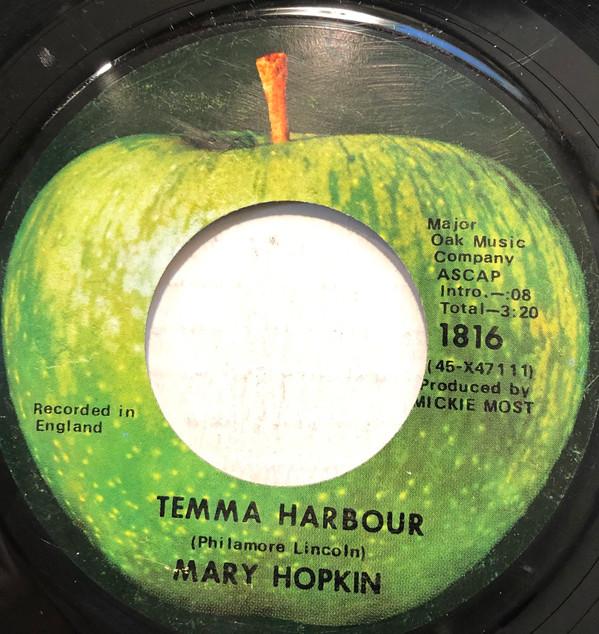 Major
Oak Music
Company
ASCAP
Intro.—:08
Total—3:20
1816
(45-X47111)
Produced by
MICKIE MOST
Recorded in
England
TEMMA HARBOUR
(Philamore Lincoln)
MARY HOPKIN